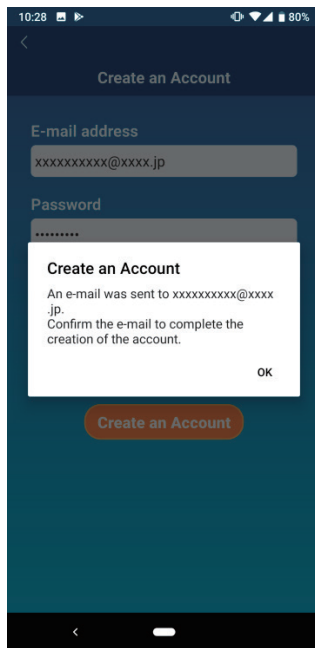 10:28 80%
Create an Account
E-mail address
xxxxxxxxxx@xxxx.jp
Password
•••••••••
Create an Account
An e-mail was sent to xxxxxxxxxx@xxxx
.jp.
Confirm the e-mail to complete the
creation of the account.
OK
Create an Account